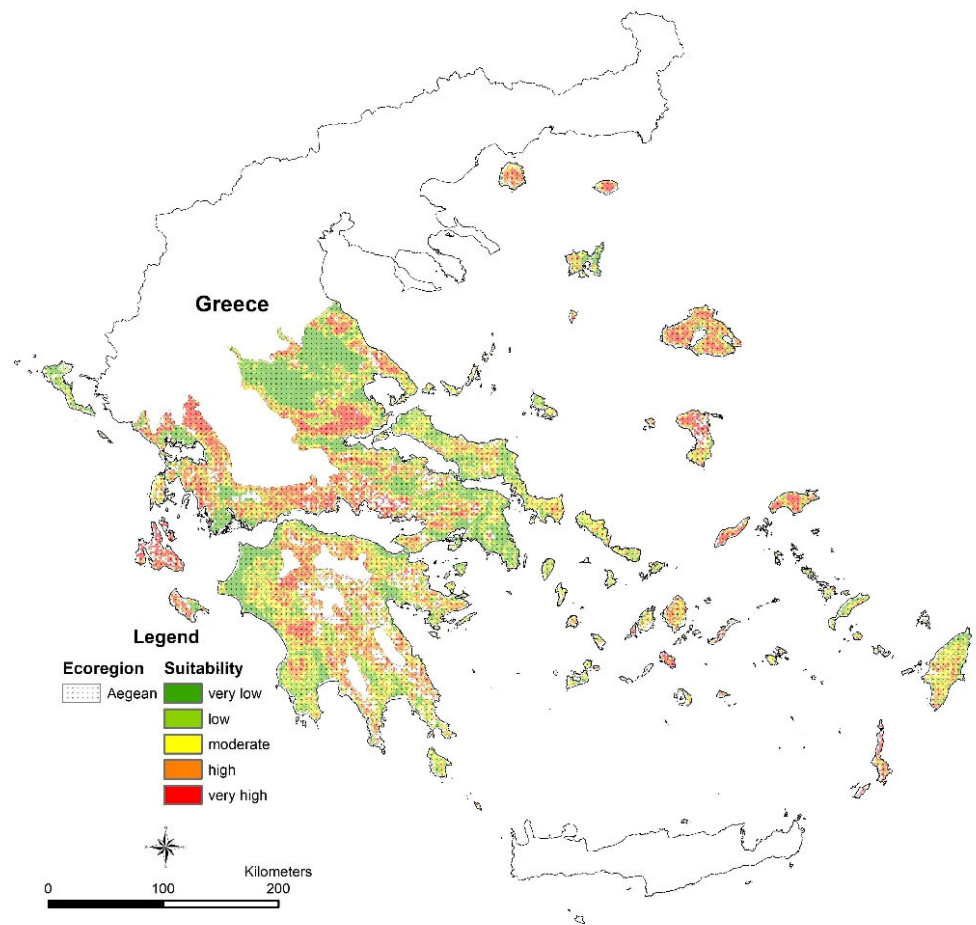 Greece
Legend
Ecoregion Suitability
Aegean very low
low
moderate
high
very high
Kilometers
0 100 200